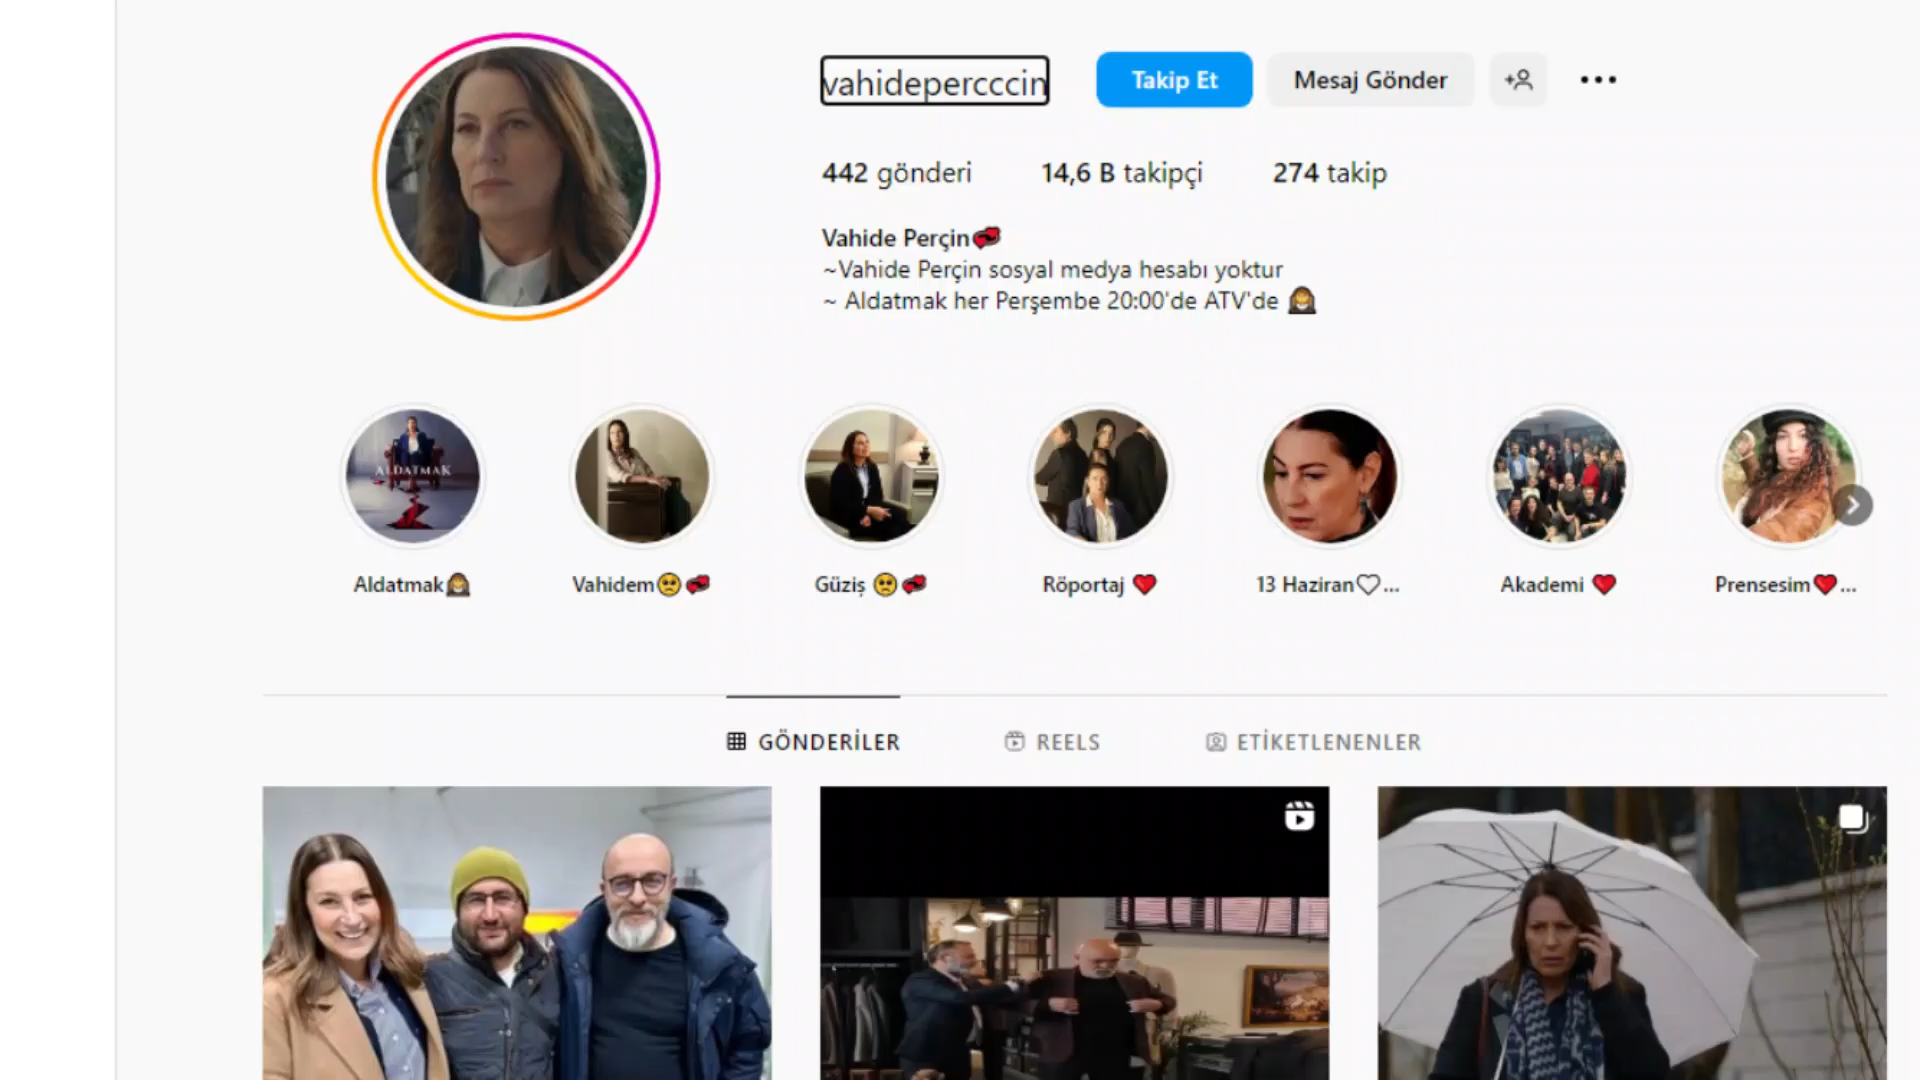 vahidepercccin
Takip Et
Mesaj Gönder
442 gönderi
14,6 B takipçi
274 takip
Vahide Perçin
~Vahide Perçin sosyal medya hesabı yoktur
~ Aldatmak her Perşembe 20:00'de ATV'de
ALDATMAK
Aldatmak
Vahidem
Güziş
Röportaj
13 Haziran♡...
Akademi
Prensesim...
GÖNDERİLER
REELS
ETİKETLENENLER